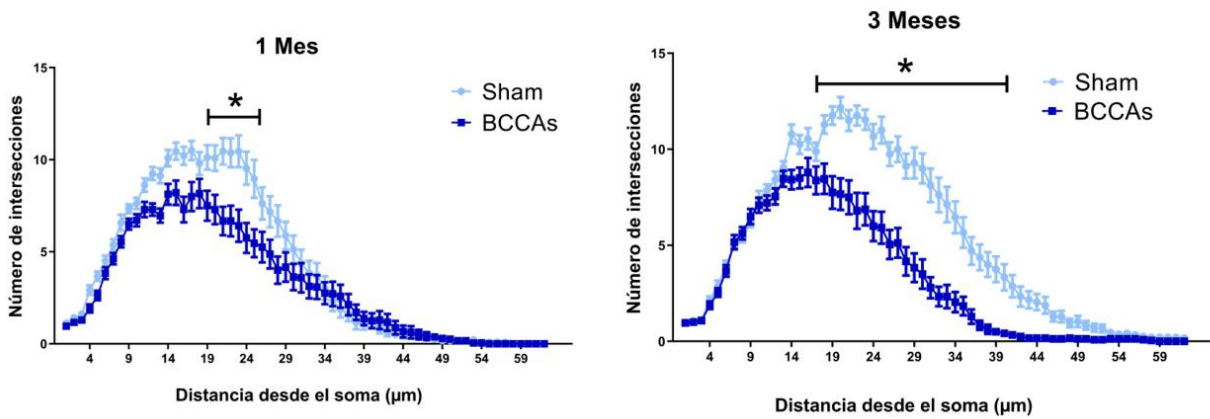 1 Mes
15
10
5
0
Número de intersecciones
*
Sham
BCCAs
4 9 14 19 24 29 34 39 44 49 54 59
Distancia desde el soma (µm)
3 Meses
15
10
5
0
Número de intersecciones
*
Sham
BCCAs
4 9 14 19 24 29 34 39 44 49 54 59
Distancia desde el soma (µm)